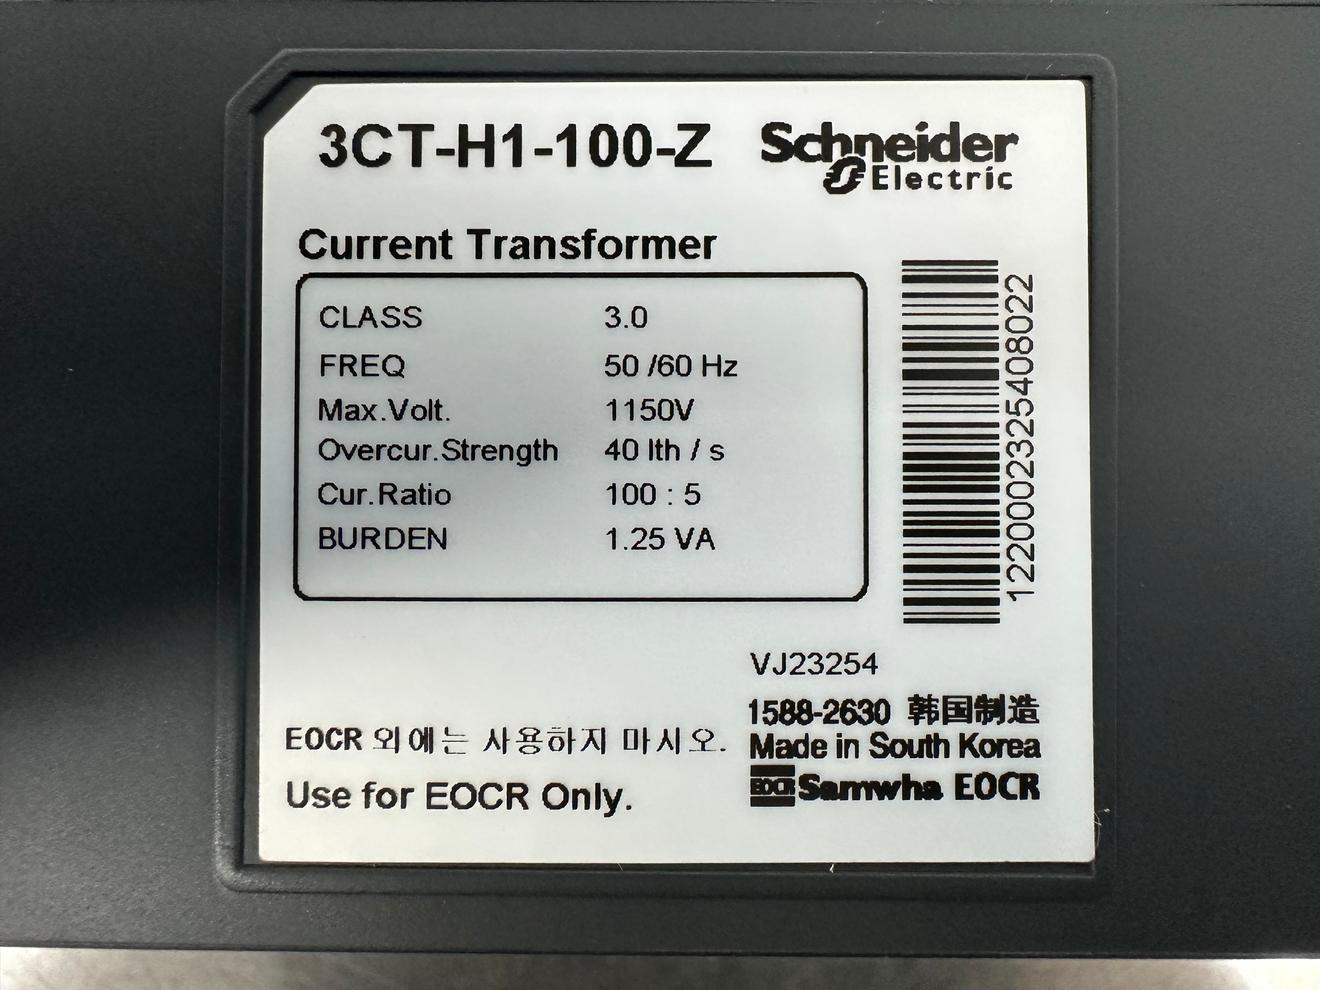 3CT-H1-100-Z
Schneider
Electric
Current Transformer
CLASS 3.0
FREQ 50 /60 Hz
Max.Volt. 1150V
Overcur.Strength 40 Ith / s
Cur.Ratio 100 : 5
BURDEN 1.25 VA
1220002325408022
VJ23254
1588-2630 韩国制造
Made in South Korea
EOCR Samwha EOCR
EOCR 외에는 사용하지 마시오.
Use for EOCR Only.